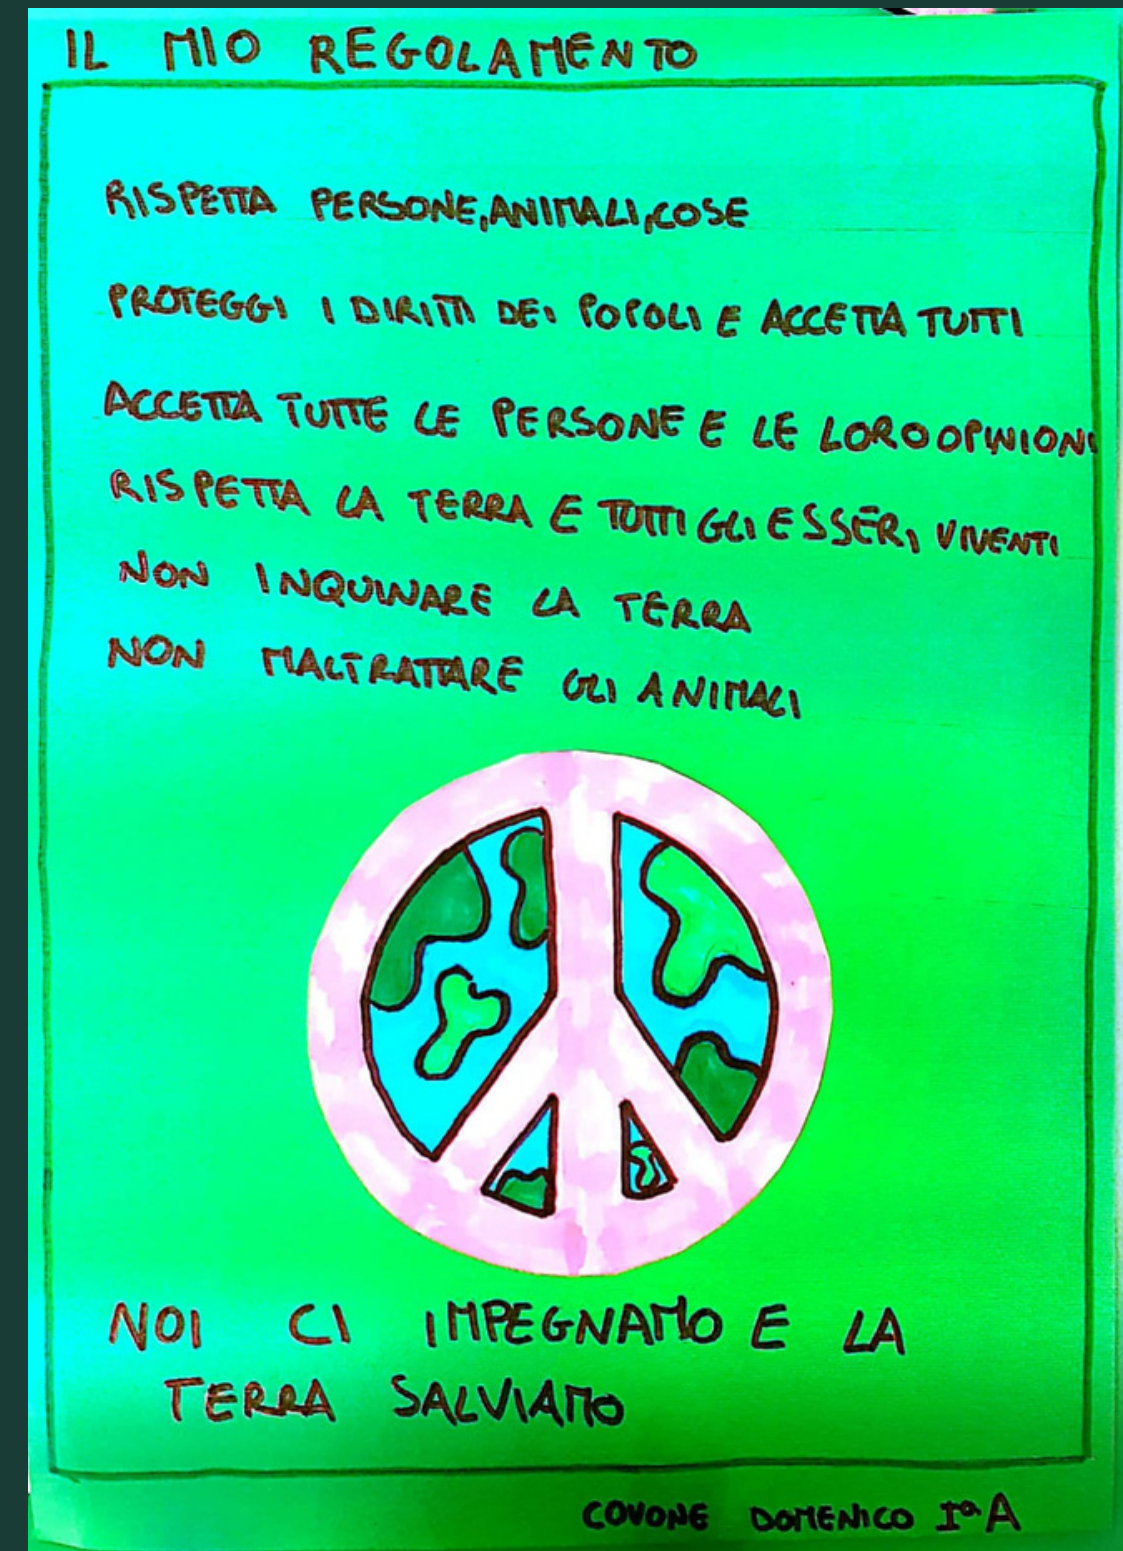 IL MIO REGOLAMENTO
RISPETTA PERSONE, ANIMALI, COSE
PROTEGGI I DIRITTI DEI POPOLI E ACCETTA TUTTI
ACCETTA TUTTE LE PERSONE E LE LORO OPINIONI
RISPETTA LA TERRA E TUTTI GLI ESSERI VIVENTI
NON INQUINARE LA TERRA
NON MALTRATTARE GLI ANIMALI
NOI CI IMPEGNAMO E LA
TERRA SALVIAMO
COVONE DOMENICO Iª A